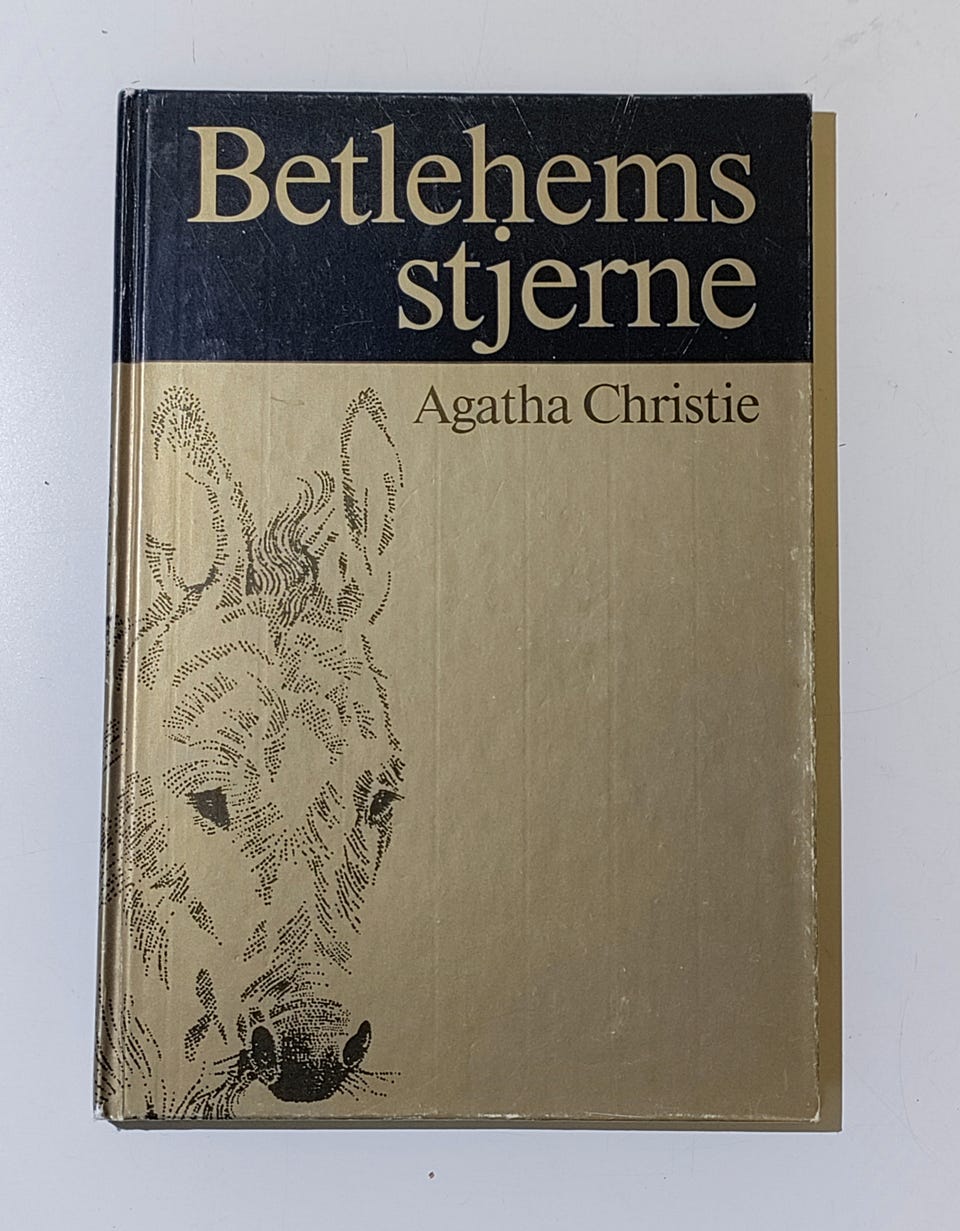 Betlehems
stjerne
Agatha Christie